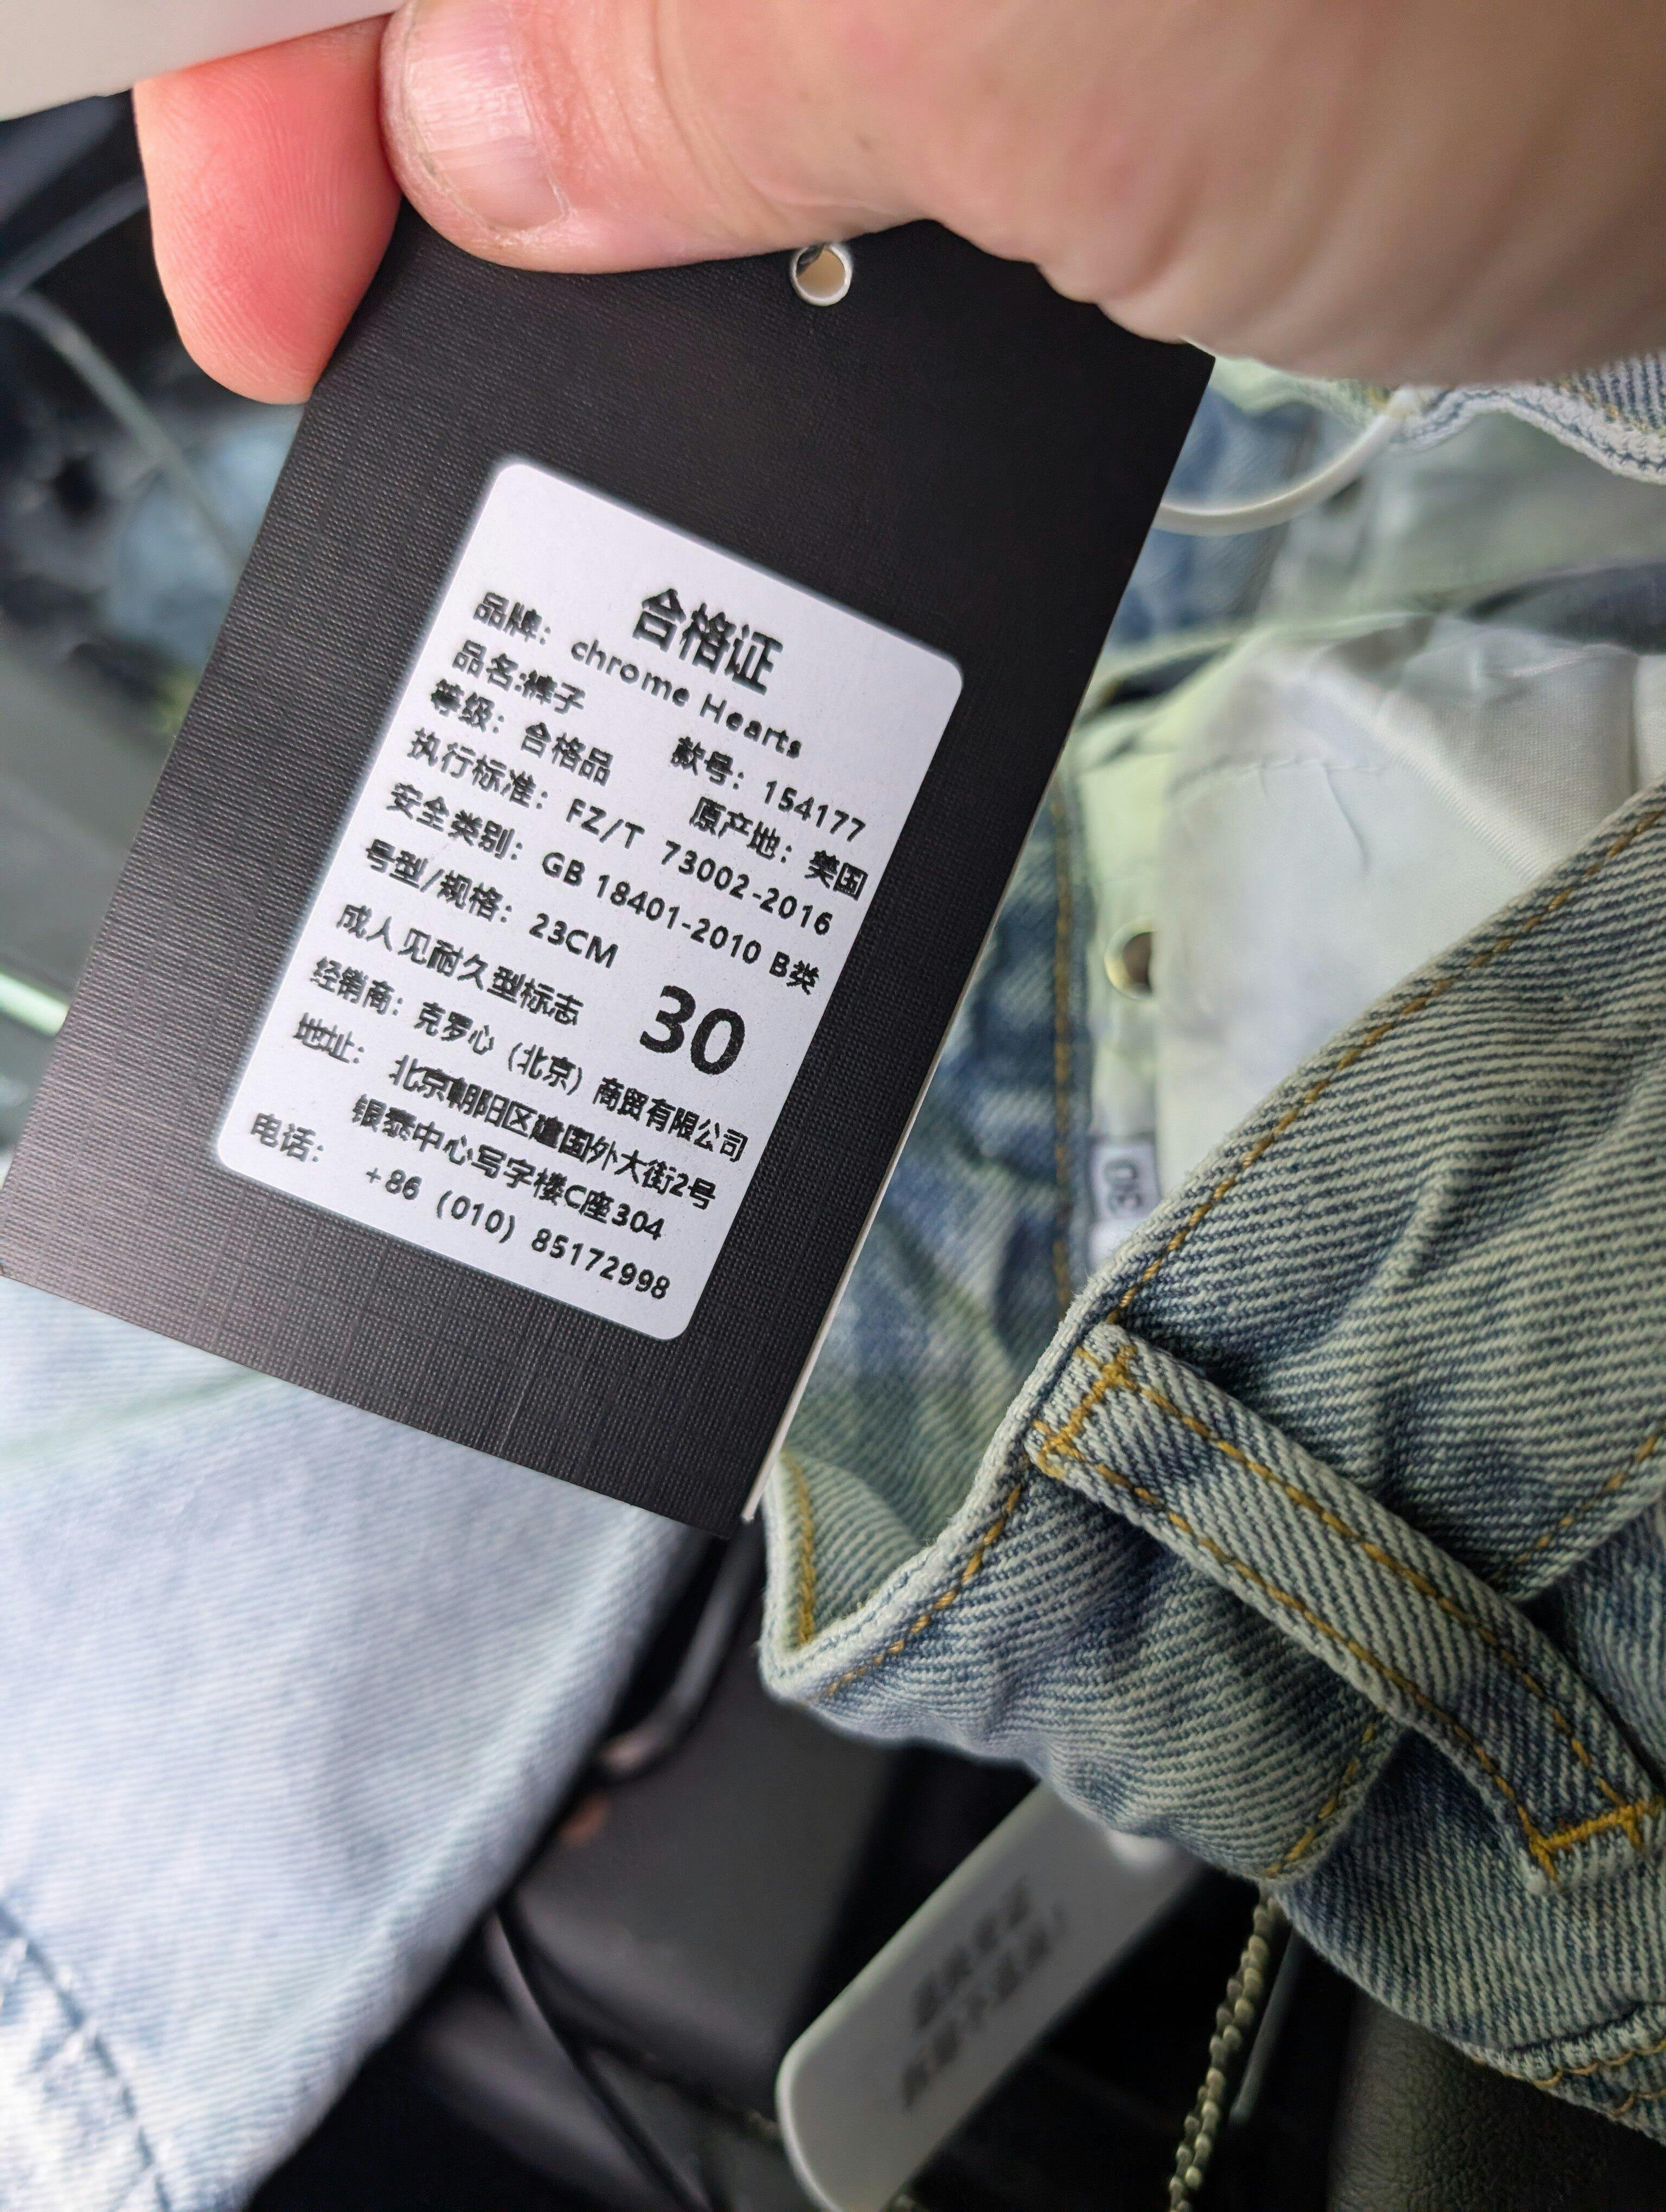 合格证
品牌: chrome Hearts
品名:裤子 款号: 154177
等级: 合格品 原产地: 美国
执行标准: FZ/T 73002-2016
安全类别: GB 18401-2010 B类
号型/规格: 23CM
成人见耐久型标志 30
经销商: 克罗心 (北京) 商贸有限公司
地址: 北京朝阳区建国外大街2号
银泰中心写字楼C座304
电话: +86 (010) 85172998
30